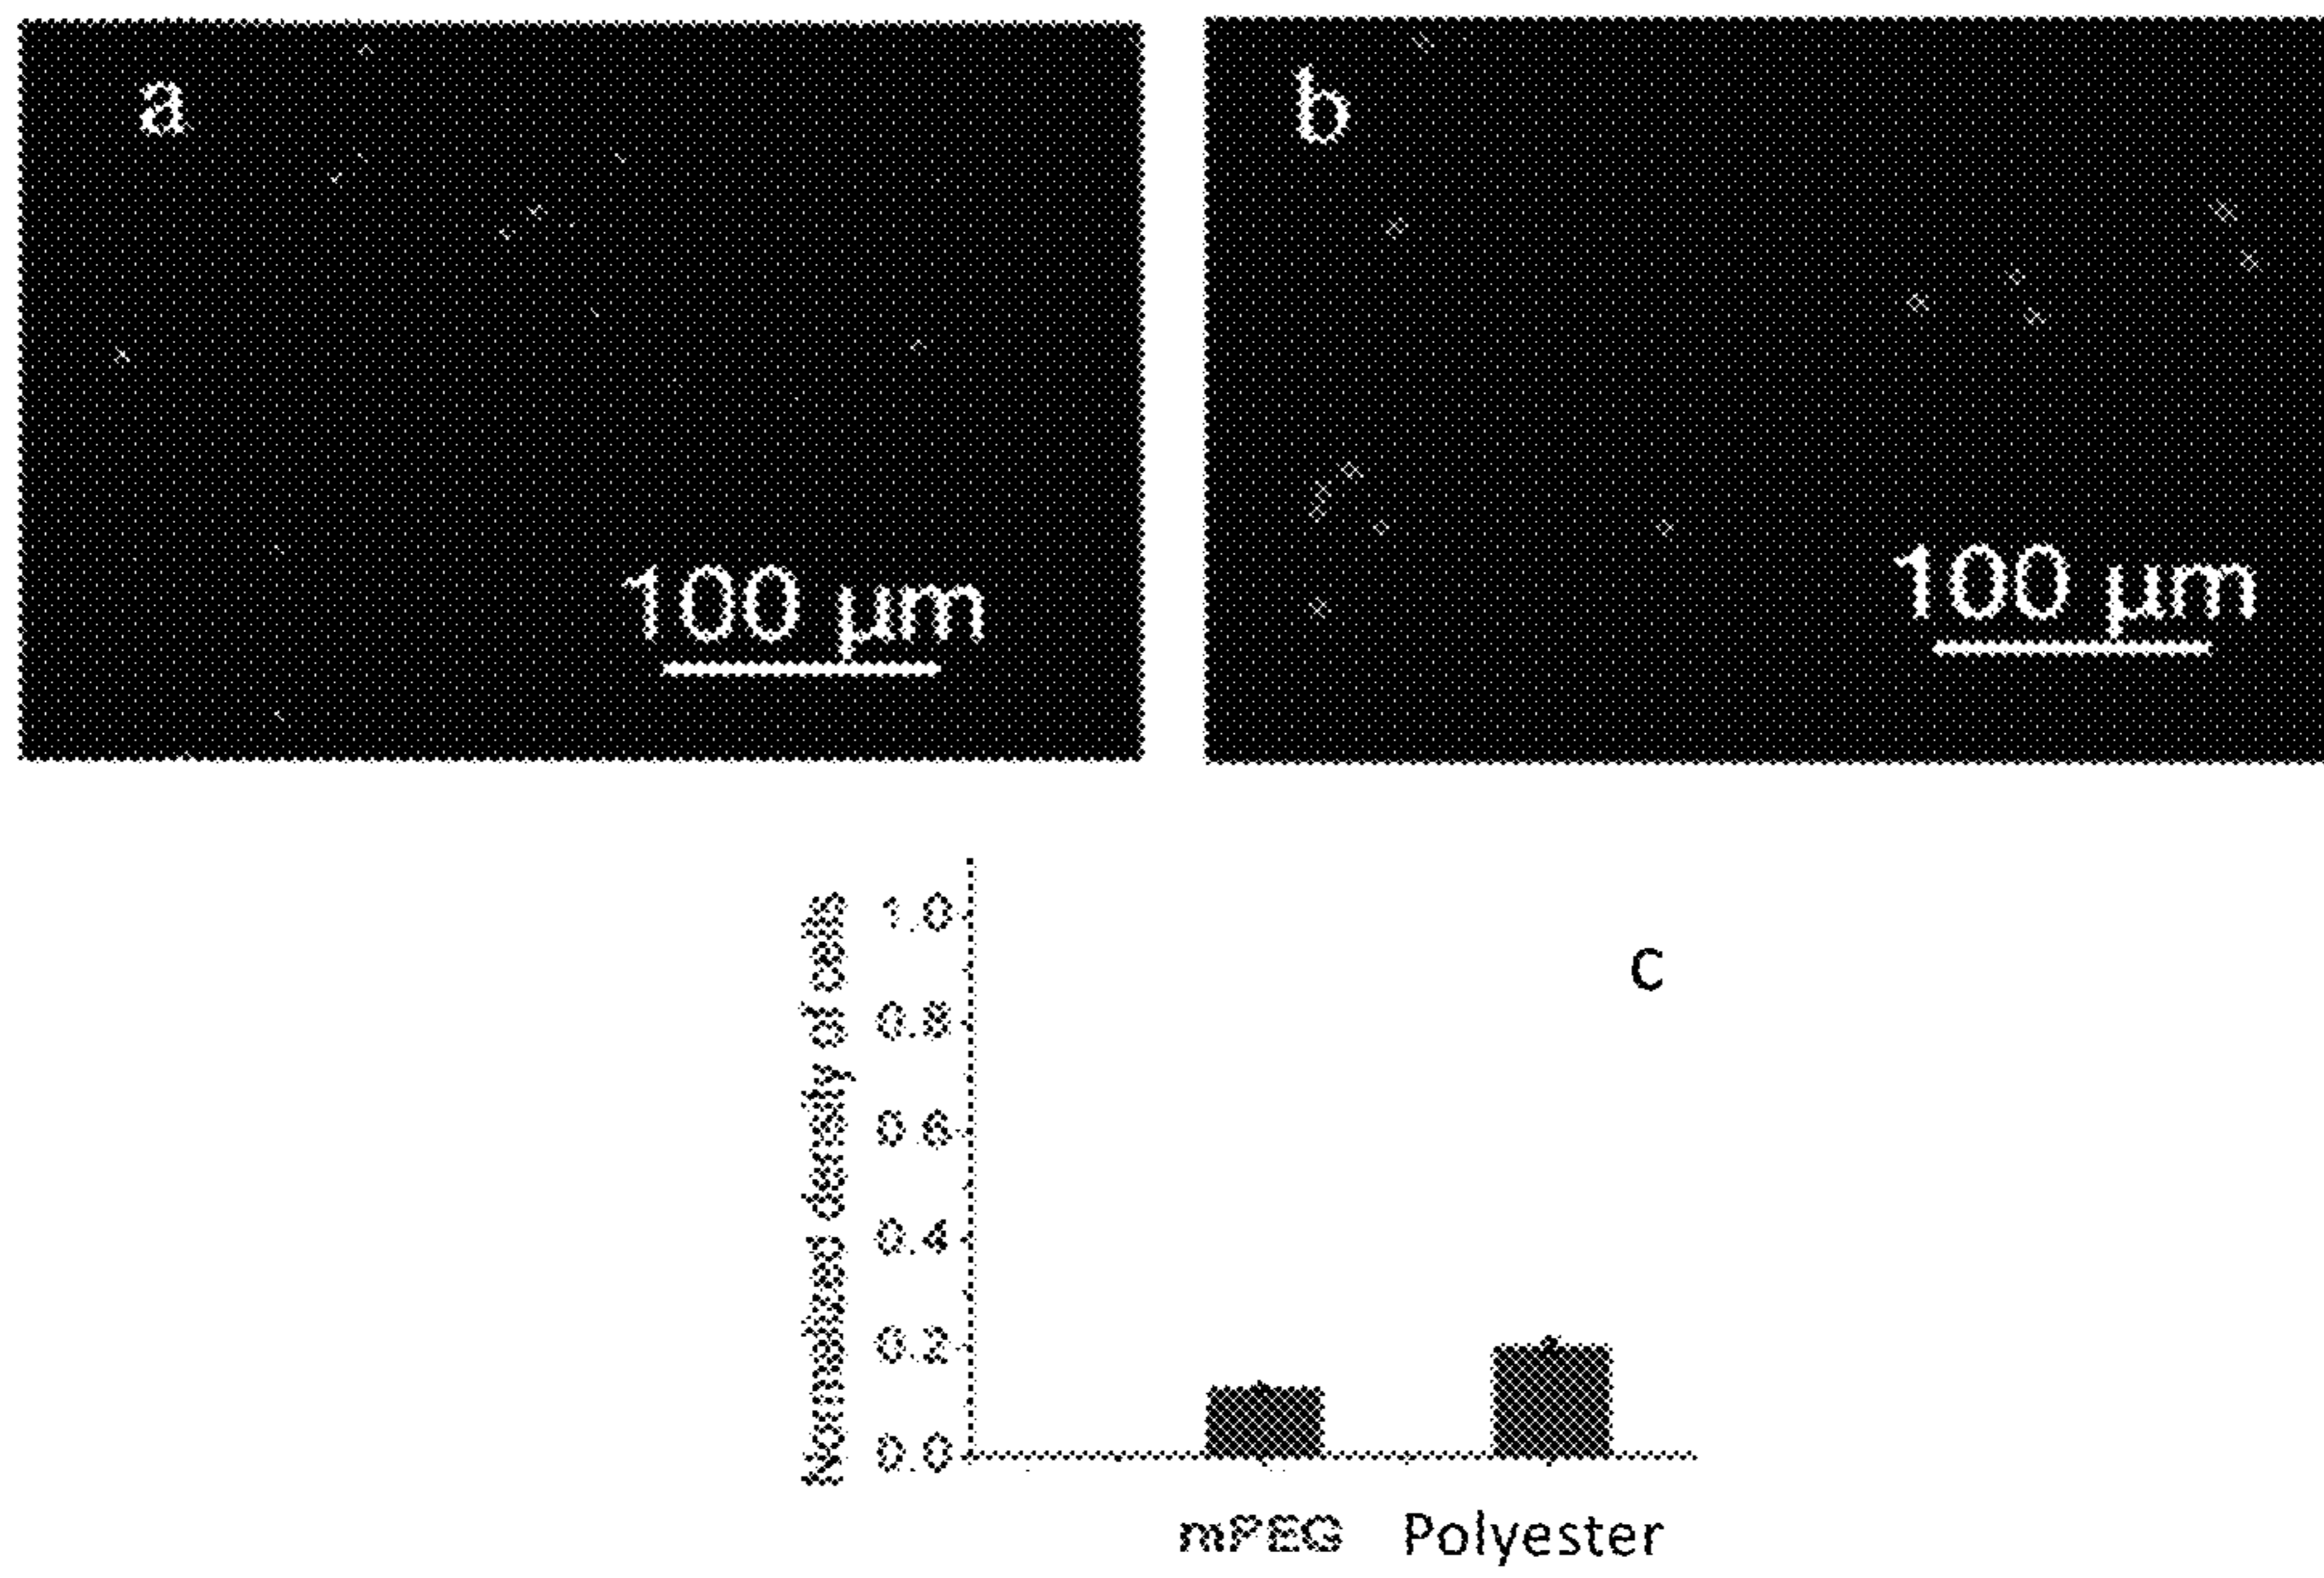 a
b
100 µm
100 µm
Normalized density of cells
1.0
0.8
0.6
0.4
0.2
0.0
c
mPEG
Polyester